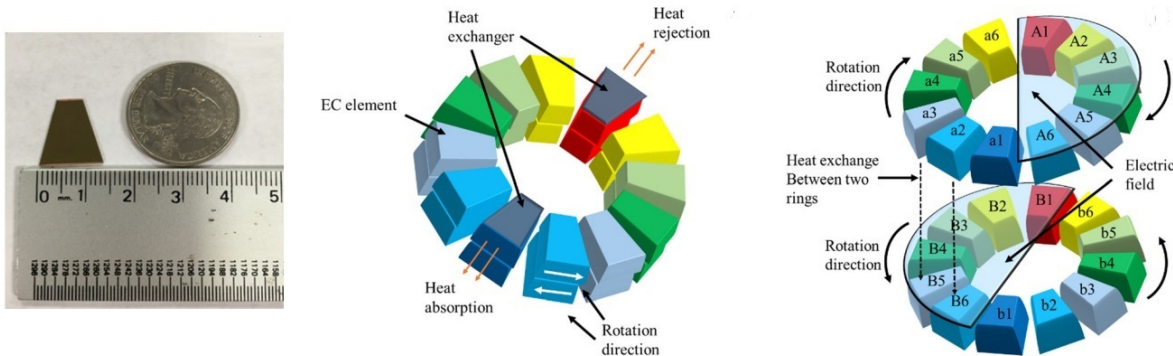 0 mm. 1 2 3 4 5
Heat
exchanger
Heat
rejection
EC element
Heat
absorption
Rotation
direction
a6
A1
A2
a5
A3
a4
A4
a3
A5
a2
a1
A6
Rotation
direction
Heat exchange
Between two
rings
Electric
field
B1
B2
b6
B3
b5
B4
b4
B5
b3
B6
b1
b2
Rotation
direction